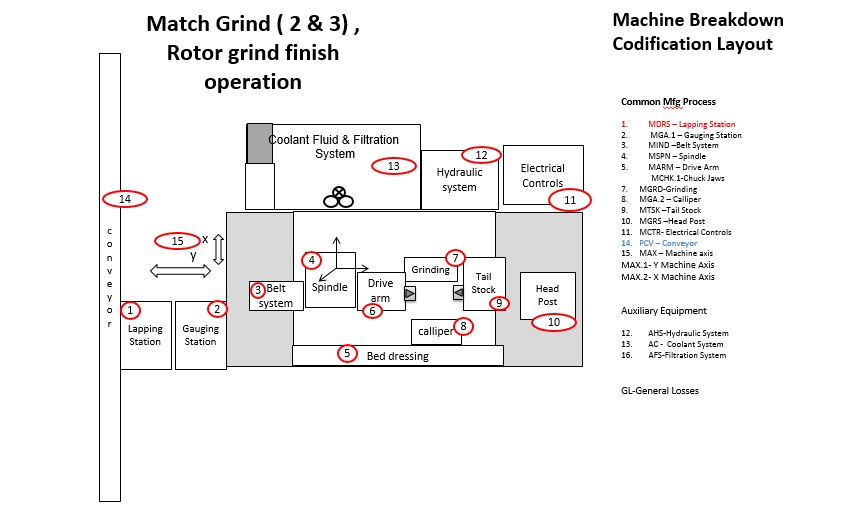 Match Grind ( 2 & 3) ,
Rotor grind finish
operation
Machine Breakdown
Codification Layout
Common Mfg Process
1. MDRS – Lapping Station
2. MGA.1 – Gauging Station
3. MIND –Belt System
4. MSPN – Spindle
5. MARM – Drive Arm
MCHK.1-Chuck Jaws
7. MGRD-Grinding
8. MGA.2 – Calliper
9. MTSK –Tail Stock
10. MGRS –Head Post
11. MCTR- Electrical Controls
14. PCV – Conveyor
15. MAX – Machine axis
MAX.1- Y Machine Axis
MAX.2- X Machine Axis
Auxiliary Equipment
12. AHS-Hydraulic System
13. AC - Coolant System
16. AFS-Filtration System
GL-General Losses
Coolant Fluid & Filtration
System
13
12
Hydraulic
system
Electrical
Controls
11
14
conveyor
15
X
y
4
Spindle
3
Belt
system
Drive
arm
6
7
Grinding
Tail
Stock
9
Head
Post
10
1
Lapping
Station
2
Gauging
Station
calliper
8
5
Bed dressing